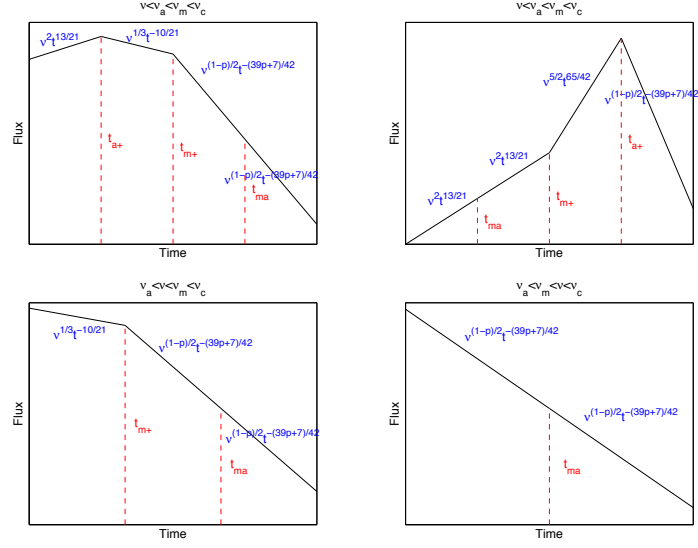 ν<ν_a<ν_m<ν_c
ν^2t^13/21
ν^1/3t^-10/21
ν^(1-p)/2t^-(39p+7)/42
t_a+
t_m+
ν^(1-p)/2t^-(39p+7)/42
t_ma
Flux
Time
ν<ν_a<ν_m<ν_c
ν^5/2t^65/42
ν^(1-p)/2t^-(39p+7)/42
ν^2t^13/21
t_a+
ν^2t^13/21
t_m+
t_ma
Flux
Time
ν_a<ν<ν_m<ν_c
ν^1/3t^-10/21
ν^(1-p)/2t^-(39p+7)/42
t_m+
ν^(1-p)/2t^-(39p+7)/42
t_ma
Flux
Time
ν_a<ν_m<ν<ν_c
ν^(1-p)/2t^-(39p+7)/42
ν^(1-p)/2t^-(39p+7)/42
t_ma
Flux
Time